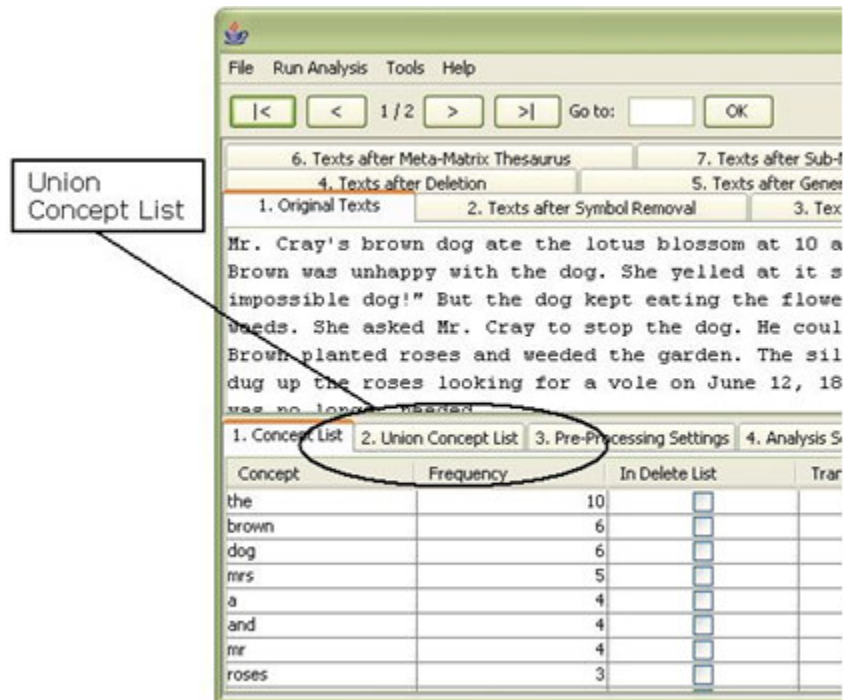 File Run Analysis Tools Help
|< < 1 / 2 > >| Go to: OK
6. Texts after Meta-Matrix Thesaurus 7. Texts after Sub-
4. Texts after Deletion 5. Texts after Gener
1. Original Texts 2. Texts after Symbol Removal 3. Tex
Union
Concept List
Mr. Cray's brown dog ate the lotus blossom at 10 a
Brown was unhappy with the dog. She yelled at it s
impossible dog!" But the dog kept eating the flowe
weeds. She asked Mr. Cray to stop the dog. He coul
Brown planted roses and weeded the garden. The sil
dug up the roses looking for a vole on June 12, 18
was no longer needed
1. Concept List 2. Union Concept List 3. Pre-Processing Settings 4. Analysis S
Concept Frequency In Delete List Tran
the 10
brown 6
dog 6
mrs 5
a 4
and 4
mr 4
roses 3